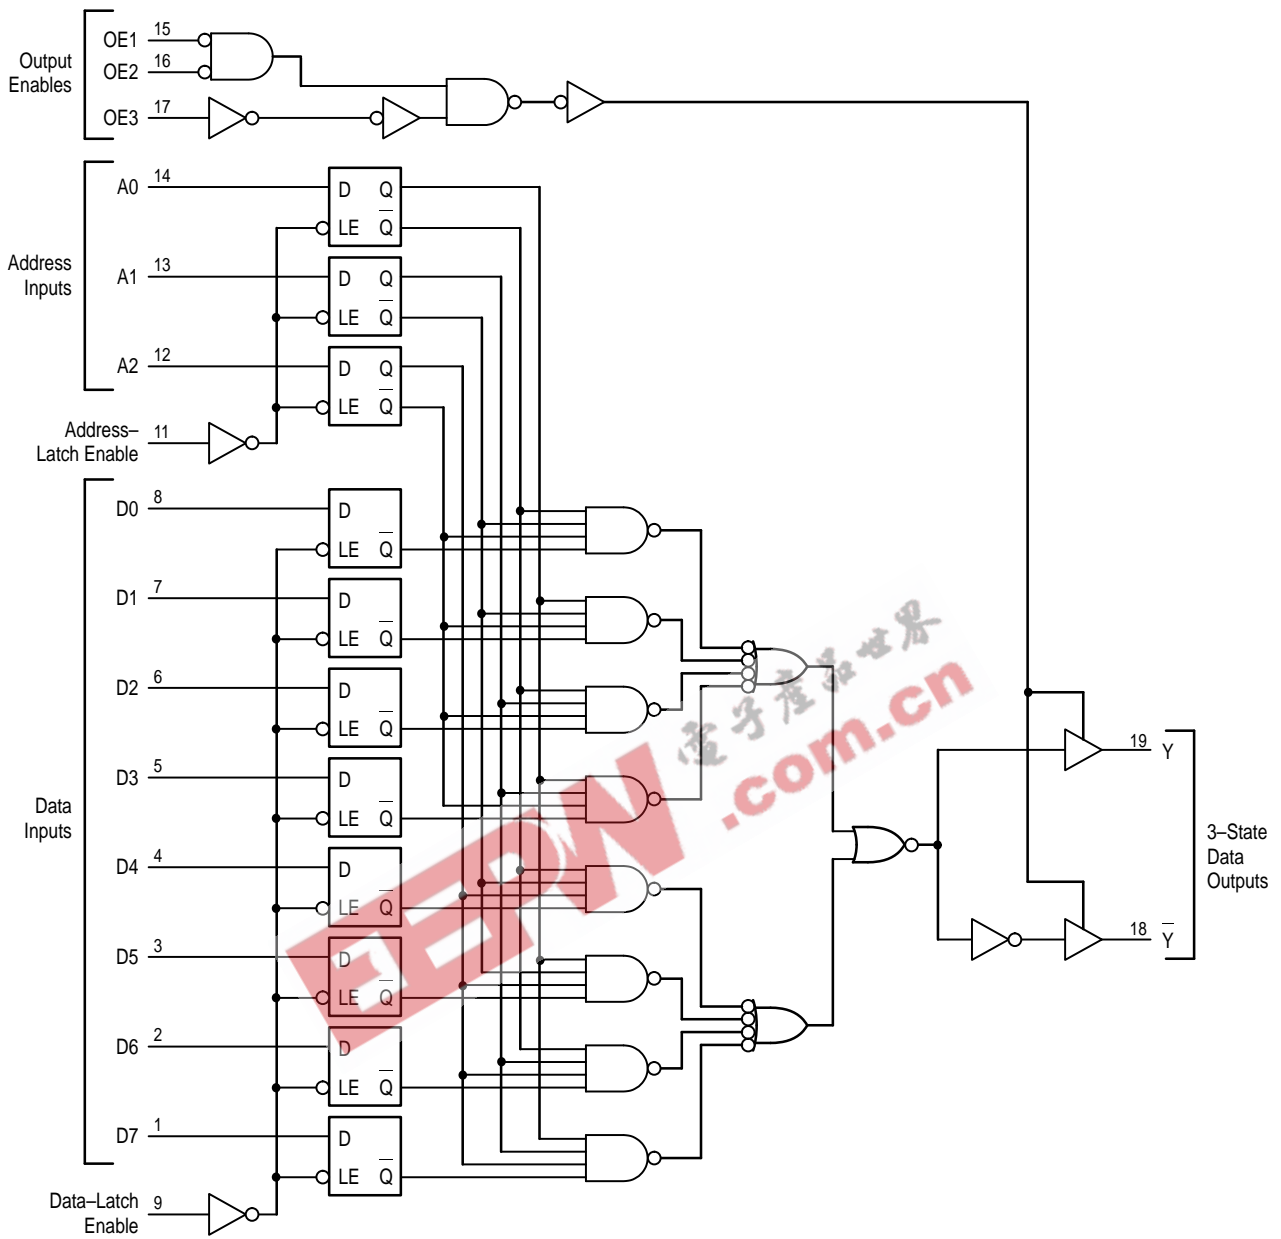 Output
Enables
OE1 15
OE2 16
OE3 17
Address
Inputs
A0 14
D Q
LE Q̅
A1 13
D Q
LE Q̅
A2 12
D Q
LE Q̅
Address–
Latch Enable
11
Data
Inputs
D0 8
D
LE Q̅
D1 7
D
LE Q̅
D2 6
D
LE Q̅
D3 5
D
LE Q̅
D4 4
D
LE Q̅
D5 3
D
LE Q̅
D6 2
D
LE Q̅
D7 1
D
LE Q̅
Data–Latch
Enable
9
19 Y
18 Y̅
3–State
Data
Outputs
EEPW
電子産品世界
.com.cn